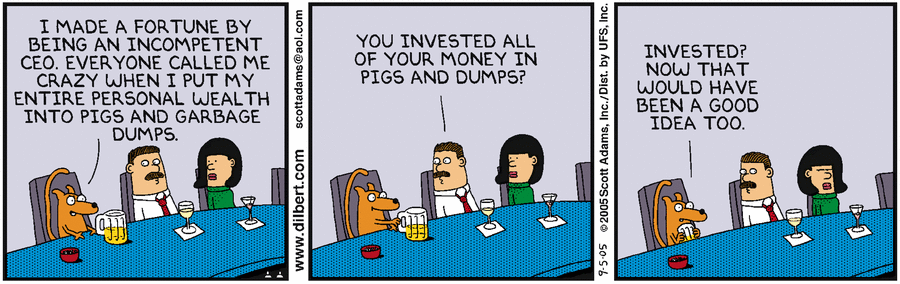 I MADE A FORTUNE BY
BEING AN INCOMPETENT
CEO. EVERYONE CALLED ME
CRAZY WHEN I PUT MY
ENTIRE PERSONAL WEALTH
INTO PIGS AND GARBAGE
DUMPS.
www.dilbert.com
scottadams@aol.com
YOU INVESTED ALL
OF YOUR MONEY IN
PIGS AND DUMPS?
9-5-05 ©2005 Scott Adams, Inc./Dist. by UFS, Inc.
INVESTED?
NOW THAT
WOULD HAVE
BEEN A GOOD
IDEA TOO.